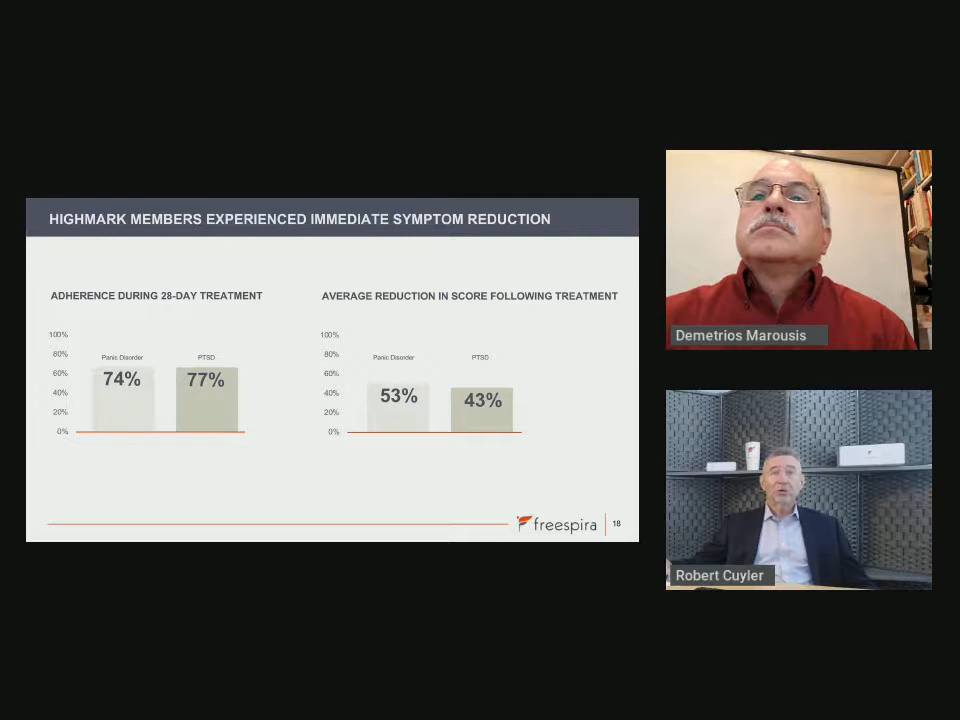 HIGHMARK MEMBERS EXPERIENCED IMMEDIATE SYMPTOM REDUCTION
ADHERENCE DURING 28-DAY TREATMENT
100%
80%
60%
40%
20%
0%
Panic Disorder
PTSD
74%
77%
AVERAGE REDUCTION IN SCORE FOLLOWING TREATMENT
100%
80%
60%
40%
20%
0%
Panic Disorder
PTSD
53%
43%
freespira
18
Demetrios Marousis
Robert Cuyler